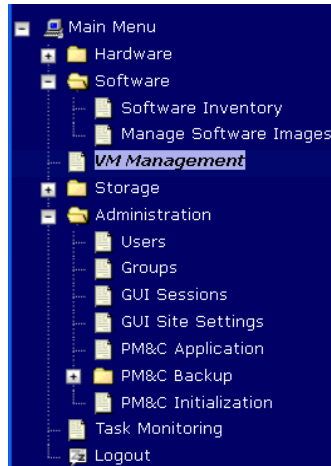 Main Menu
Hardware
Software
Software Inventory
Manage Software Images
VM Management
Storage
Administration
Users
Groups
GUI Sessions
GUI Site Settings
PM&C Application
PM&C Backup
PM&C Initialization
Task Monitoring
Logout